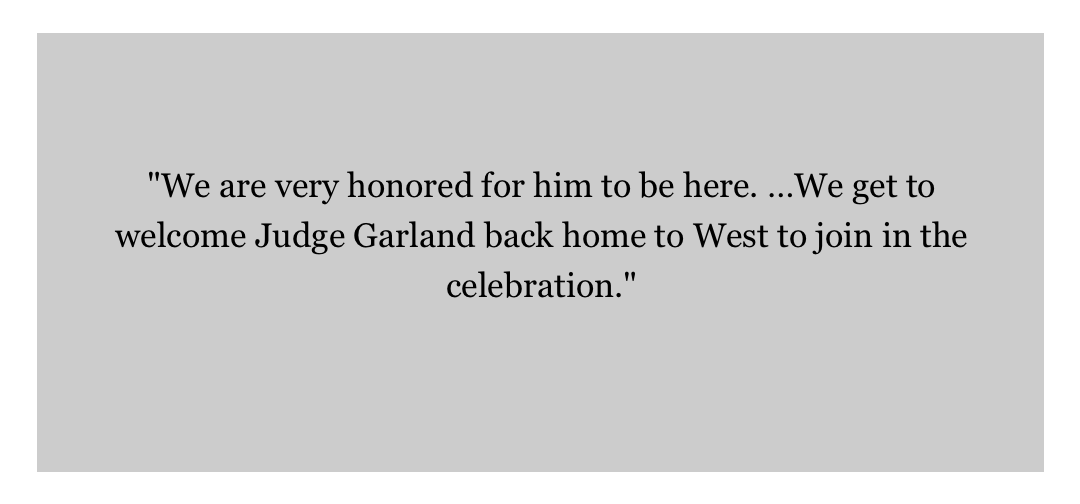 "We are very honored for him to be here. ...We get to
welcome Judge Garland back home to West to join in the
celebration."